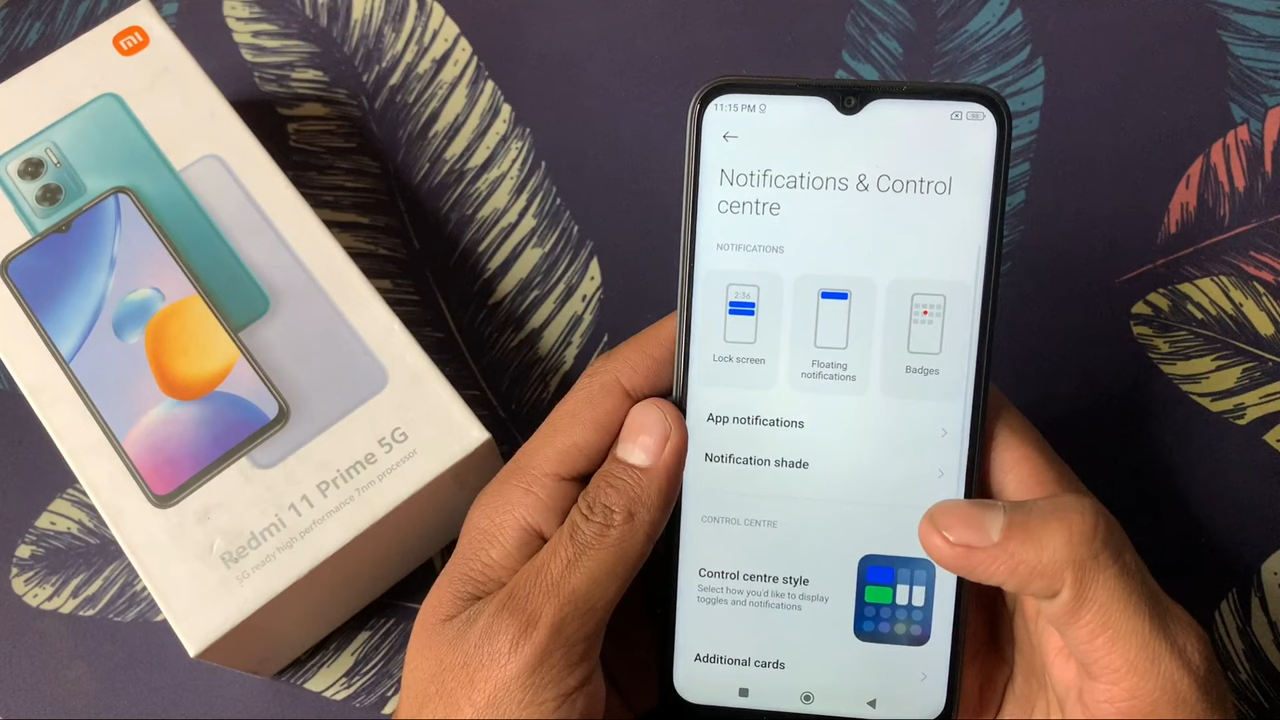 mi
Redmi 11 Prime 5G
5G ready high performance 7nm processor
11:15 PM
Notifications & Control
centre
NOTIFICATIONS
2:36
Lock screen
Floating
notifications
Badges
App notifications
Notification shade
CONTROL CENTRE
Control centre style
Select how you'd like to display
toggles and notifications
Additional cards